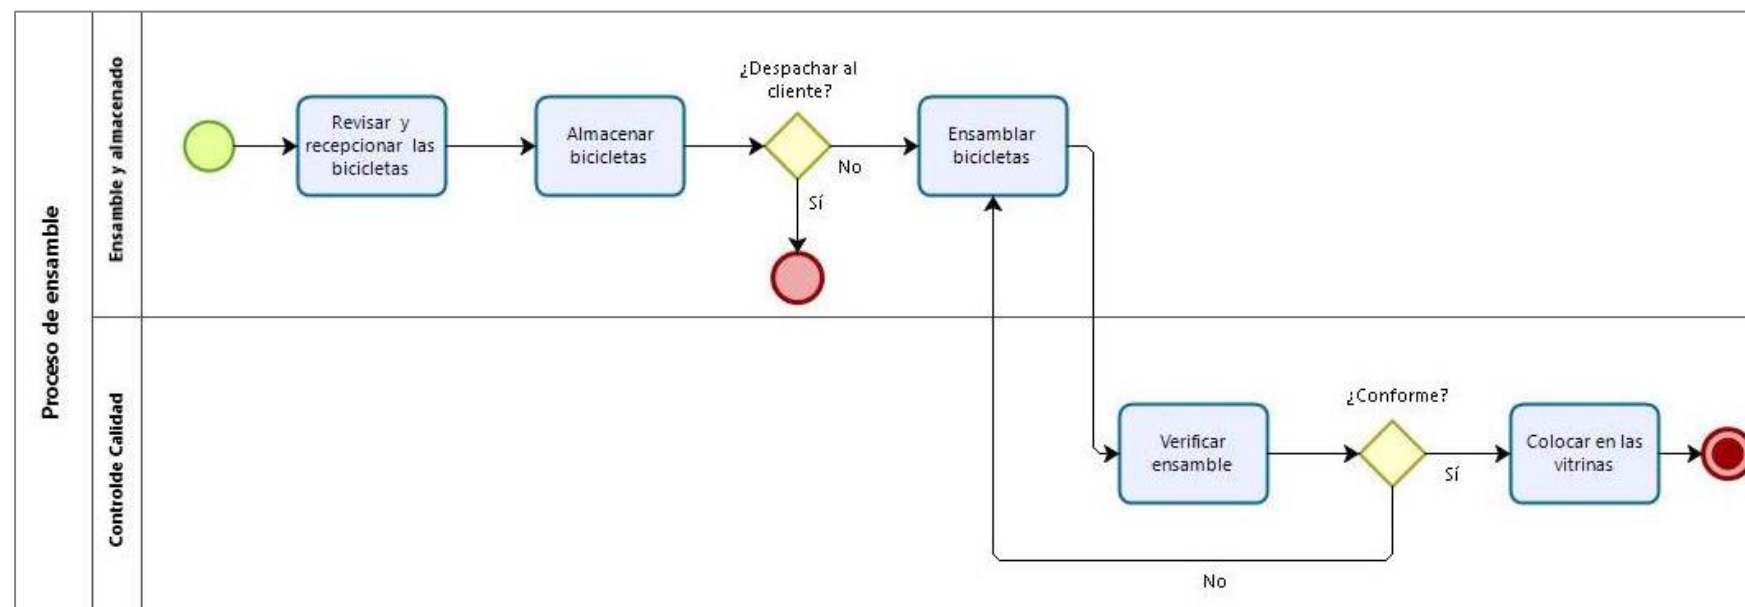 Proceso de ensamble
Ensamble y almacenado
Revisar y
recepcionar las
bicicletas
Almacenar
bicicletas
¿Despachar al
cliente?
No
Sí
Ensamblar
bicicletas
Controlde Calidad
Verificar
ensamble
¿Conforme?
Sí
No
Colocar en las
vitrinas